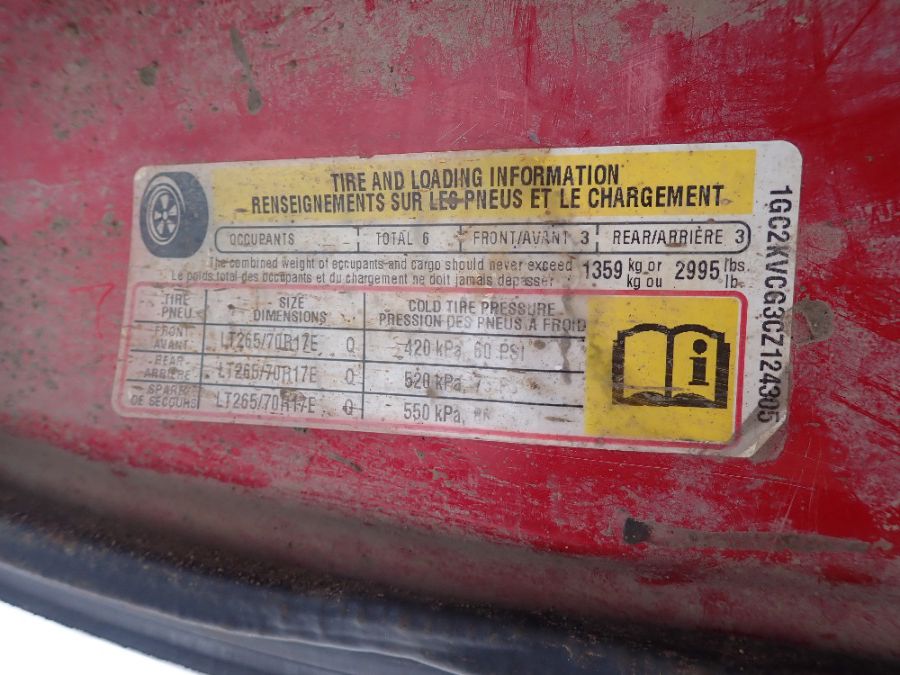 TIRE AND LOADING INFORMATION
RENSEIGNEMENTS SUR LES PNEUS ET LE CHARGEMENT
OCCUPANTS TOTAL 6 FRONT/AVANT 3 REAR/ARRIÈRE 3
The combined weight of occupants and cargo should never exceed 1359 kg or 2995 lbs.
Le poids total des occupants et du chargement ne doit jamais dépasser kg ou lb.
TIRE SIZE COLD TIRE PRESSURE
PNEU DIMENSIONS PRESSION DES PNEUS À FROID
FRONT
AVANT LT265/70R17E Q 420 kPa, 60 PSI
REAR
ARRIÈRE LT265/70R17E Q 520 kPa,
SPARE
DE SECOURS LT265/70R17E Q 550 kPa,
i
1GC2KVCG3CZ124305